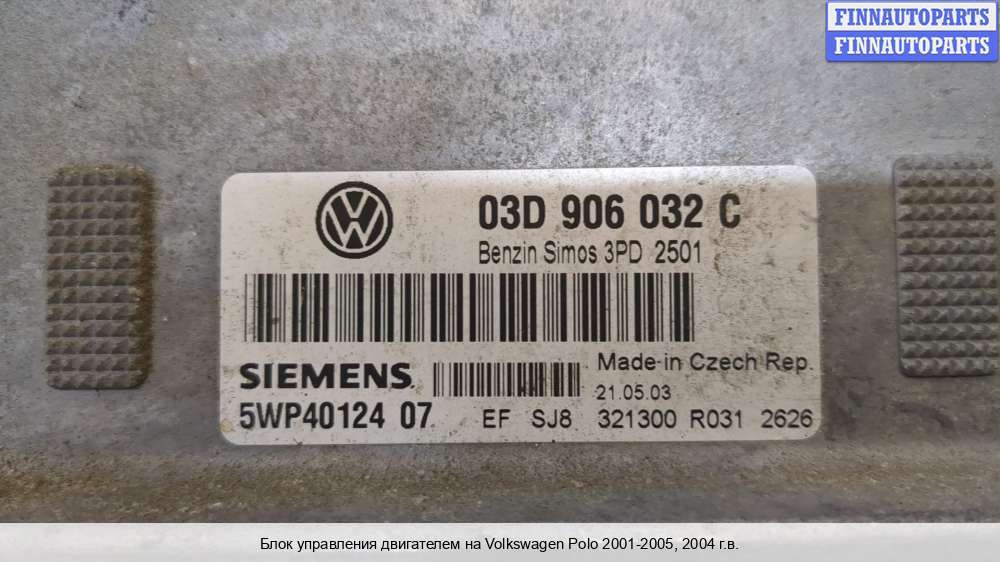 FINNAUTOPARTS
FINNAUTOPARTS
03D 906 032 C
Benzin Simos 3PD 2501
SIEMENS
Made in Czech Rep.
21.05.03
5WP40124 07 EF SJ8 321300 R031 2626
Блок управления двигателем на Volkswagen Polo 2001-2005, 2004 г.в.